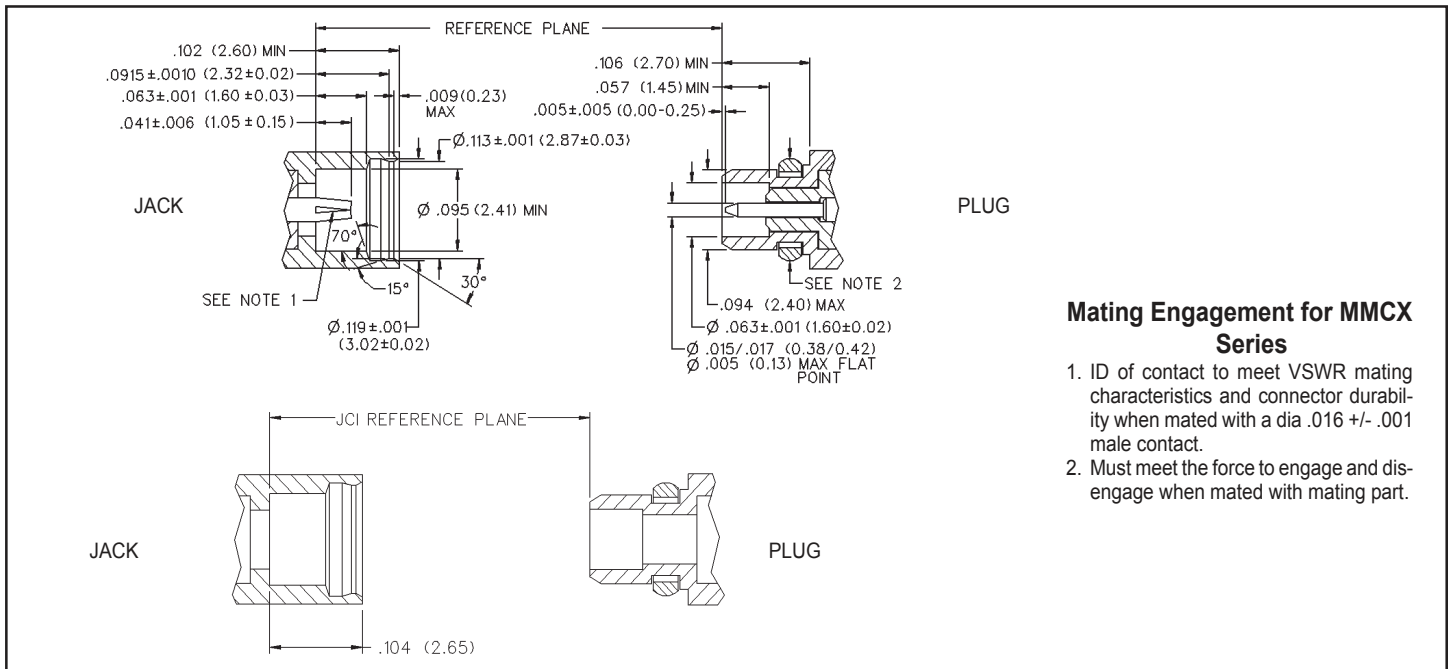 REFERENCE PLANE
.102 (2.60) MIN
.0915±.0010 (2.32±0.02)
.063±.001 (1.60±0.03)
.041±.006 (1.05±0.15)
.009(0.23)
MAX
Ø.113±.001 (2.87±0.03)
.106 (2.70) MIN
.057 (1.45) MIN
.005±.005 (0.00-0.25)
JACK
Ø .095 (2.41) MIN
70°
PLUG
SEE NOTE 1
15°
30°
Ø.119±.001
(3.02±0.02)
SEE NOTE 2
.094 (2.40) MAX
Ø .063±.001 (1.60±0.02)
Ø .015/.017 (0.38/0.42)
Ø .005 (0.13) MAX FLAT
POINT
Mating Engagement for MMCX
Series
1. ID of contact to meet VSWR mating
characteristics and connector durabil-
ity when mated with a dia .016 +/- .001
male contact.
2. Must meet the force to engage and dis-
engage when mated with mating part.
JCI REFERENCE PLANE
JACK
PLUG
.104 (2.65)